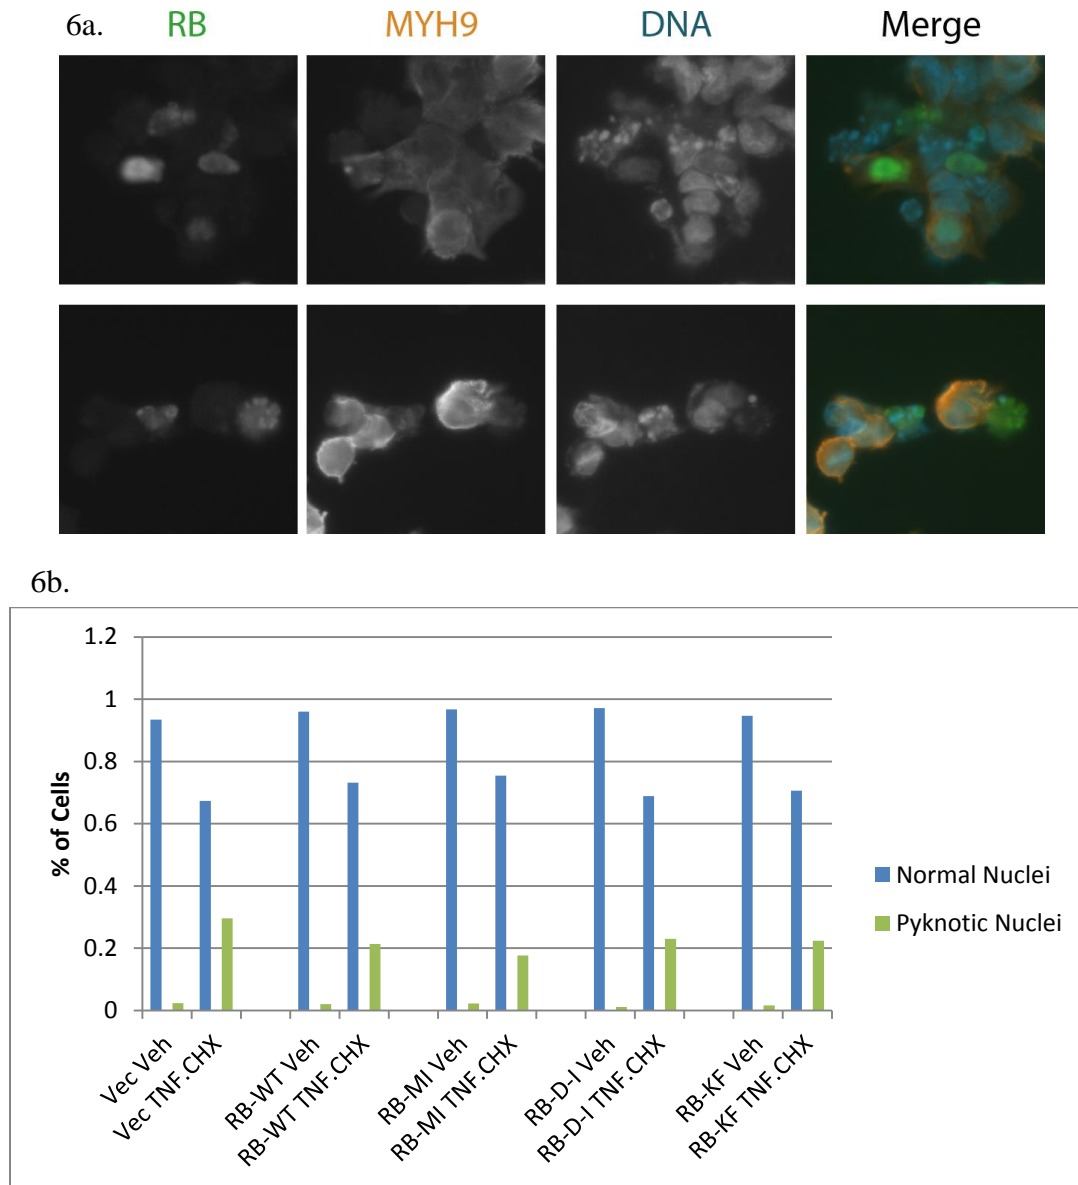 6a.
RB MYH9 DNA Merge
6b.
1.2
1
0.8
0.6
0.4
0.2
0
% of Cells
Vec Veh
Vec TNF.CHX
RB-WT Veh
RB-WT TNF.CHX
RB-MI Veh
RB-MI TNF.CHX
RB-D-I Veh
RB-D-I TNF.CHX
RB-KF Veh
RB-KF TNF.CHX
Normal Nuclei
Pyknotic Nuclei